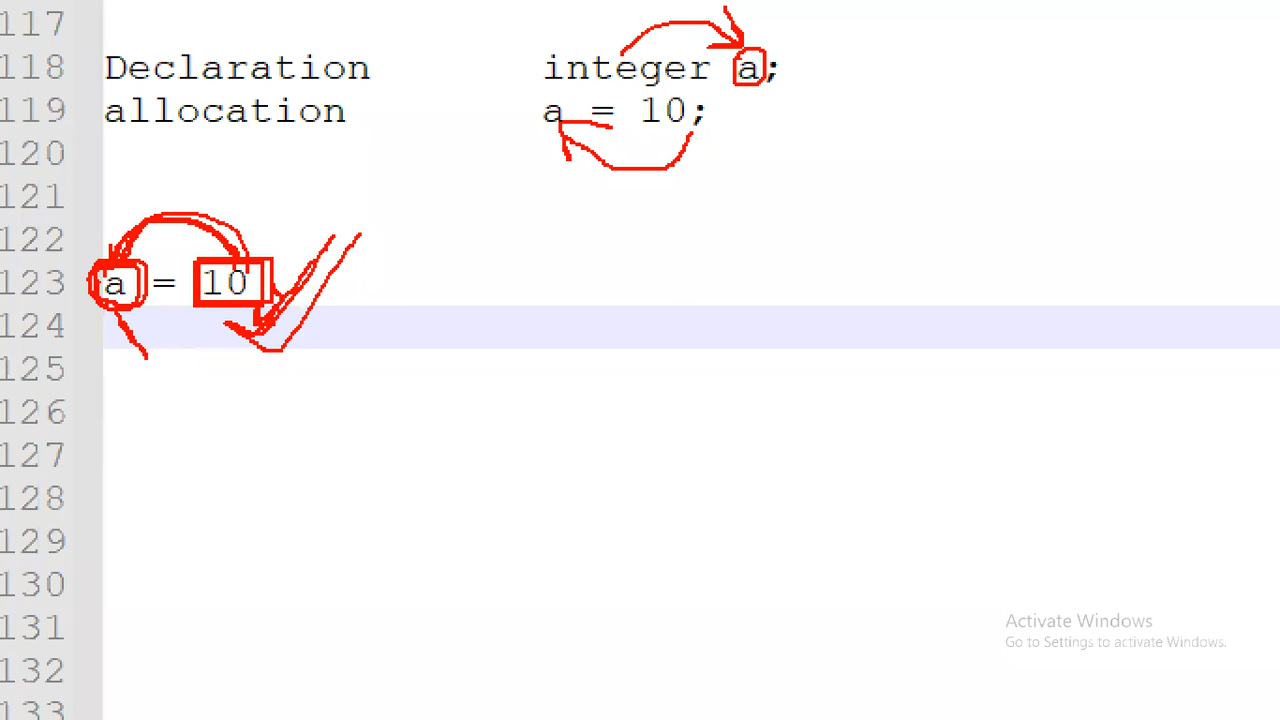 117
118 Declaration integer a;
119 allocation a = 10;
120
121
122
123 a = 10
124
125
126
127
128
129
130
131
132
133
Activate Windows
Go to Settings to activate Windows.